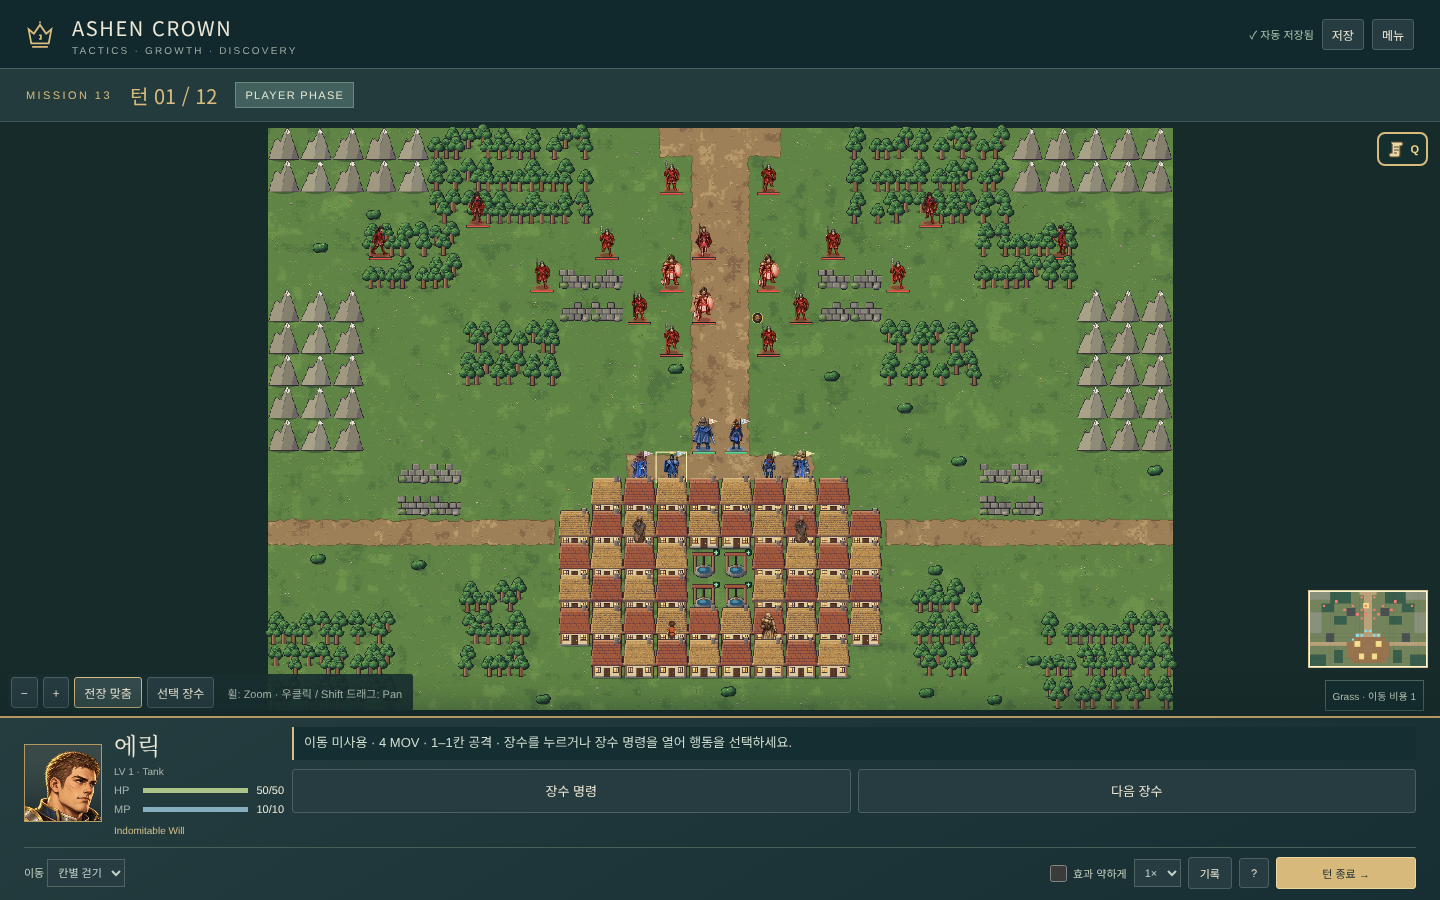 ASHEN CROWN
TACTICS · GROWTH · DISCOVERY
✓ 자동 저장됨
저장
메뉴
MISSION 13
턴 01 / 12
PLAYER PHASE
Q
−
+
전장 맞춤
선택 장수
휠: Zoom · 우클릭 / Shift 드래그: Pan
Grass · 이동 비용 1
에릭
LV 1 · Tank
HP 50/50
MP 10/10
Indomitable Will
이동 미사용 · 4 MOV · 1–1칸 공격 · 장수를 누르거나 장수 명령을 열어 행동을 선택하세요.
장수 명령
다음 장수
이동
칸별 걷기
효과 약하게
1×
기록
?
턴 종료 →